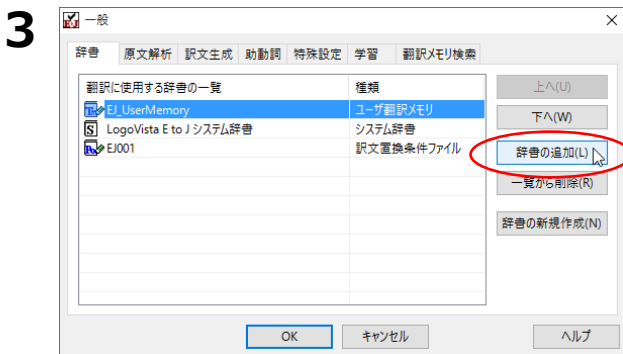 3
一般
辞書 原文解析 訳文生成 助動詞 特殊設定 学習 翻訳メモリ検索
翻訳に使用する辞書の一覧 種類
EJ_UserMemory ユーザ翻訳メモリ
LogoVista E to J システム辞書 システム辞書
EJ001 訳文置換条件ファイル
上へ(U)
下へ(W)
辞書の追加(L)
一覧から削除(R)
辞書の新規作成(N)
OK キャンセル ヘルプ